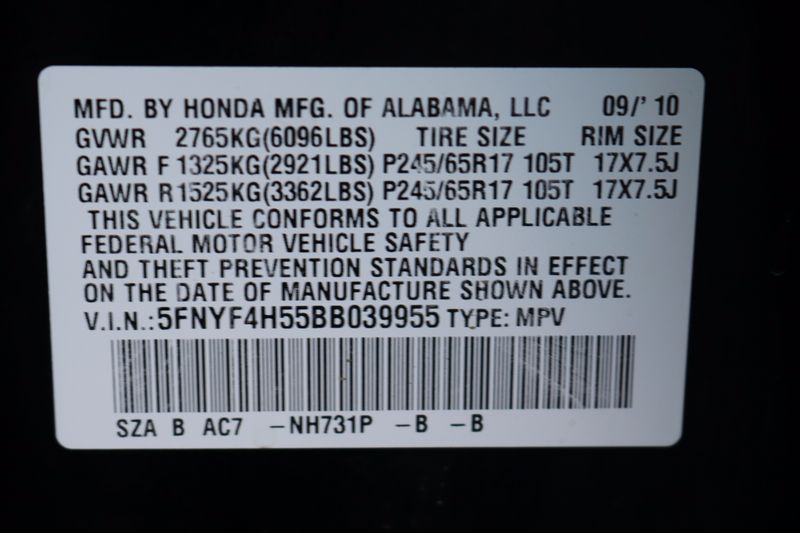 MFD. BY HONDA MFG. OF ALABAMA, LLC 09/'10
GVWR 2765KG(6096LBS) TIRE SIZE RIM SIZE
GAWR F 1325KG(2921LBS) P245/65R17 105T 17X7.5J
GAWR R1525KG(3362LBS) P245/65R17 105T 17X7.5J
THIS VEHICLE CONFORMS TO ALL APPLICABLE
FEDERAL MOTOR VEHICLE SAFETY
AND THEFT PREVENTION STANDARDS IN EFFECT
ON THE DATE OF MANUFACTURE SHOWN ABOVE.
V.I.N.:5FNYF4H55BB039955 TYPE: MPV
SZA B AC7 -NH731P -B -B